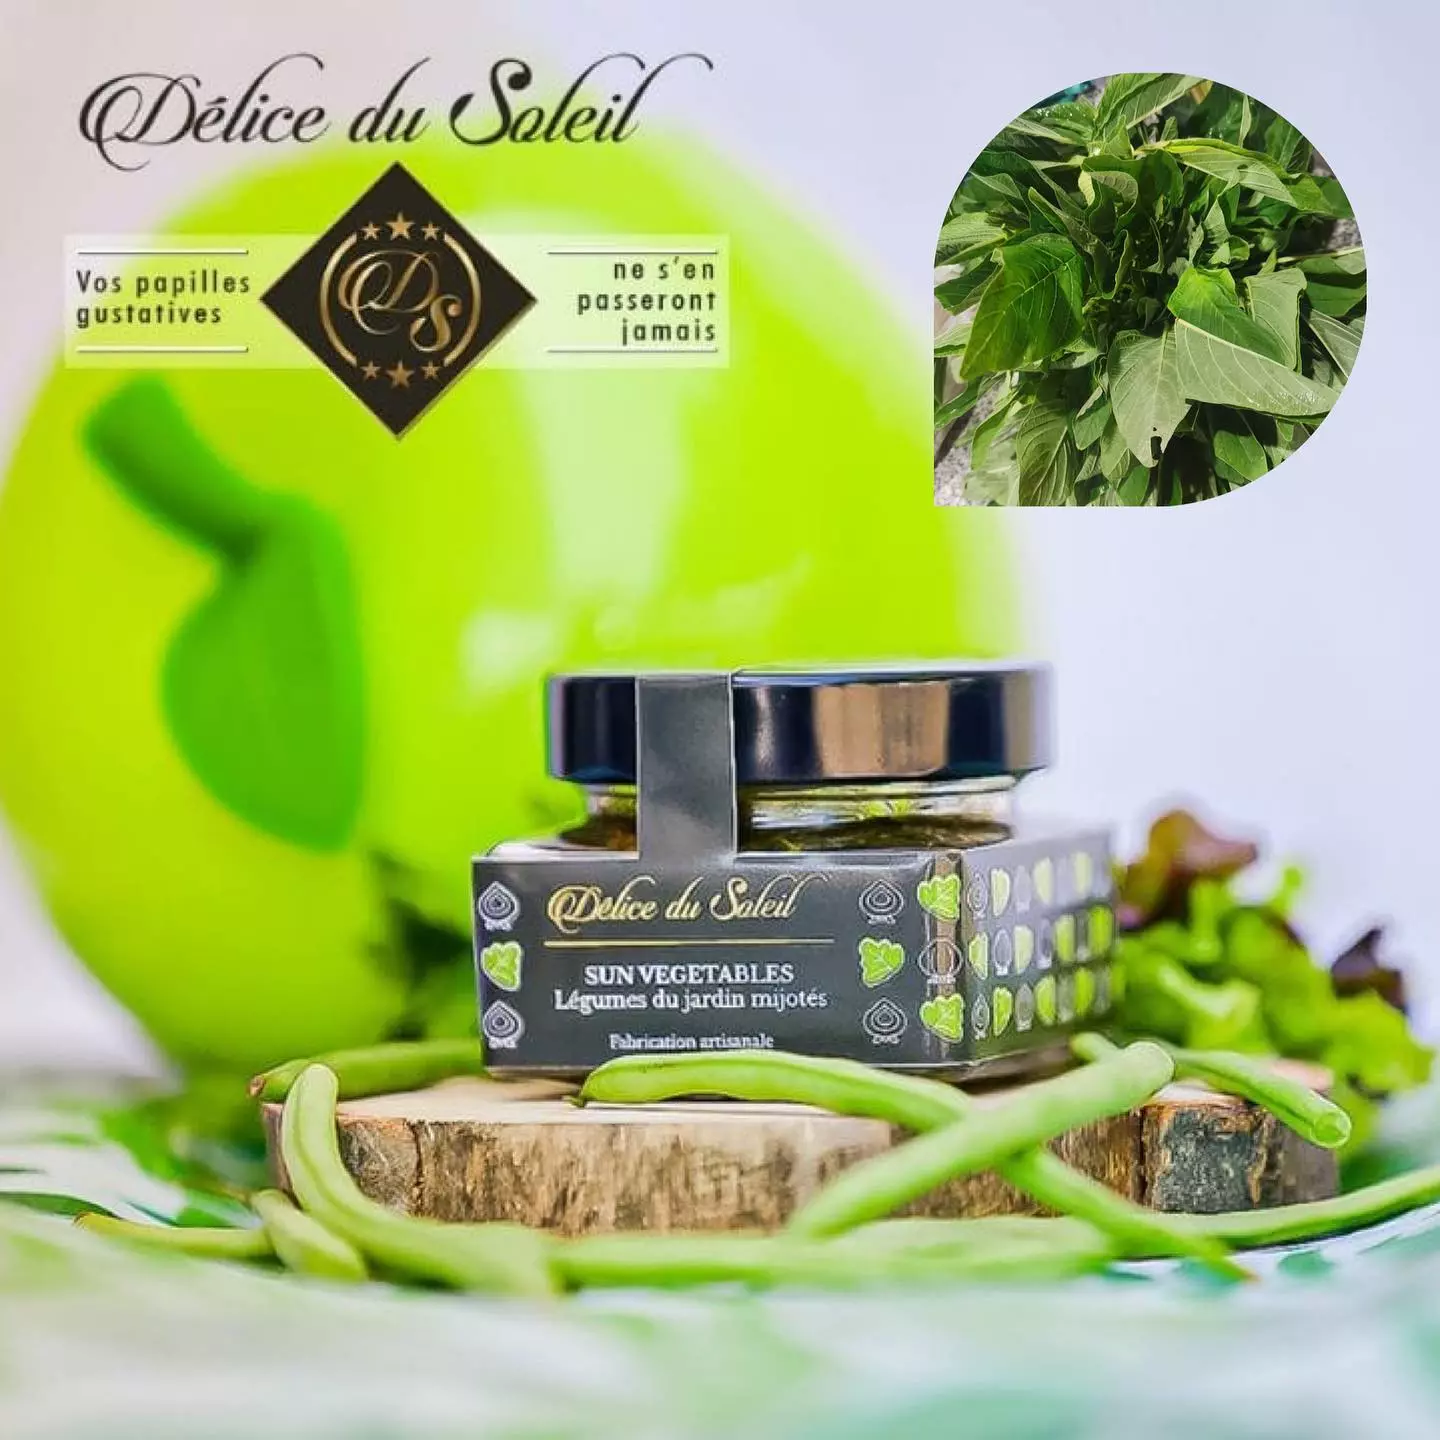 Délice du Soleil
Vos papilles
gustatives
DS
ne s'en
passeront
jamais
Délice du Soleil
SUN VEGETABLES
Légumes du jardin mijotés
Fabrication artisanale